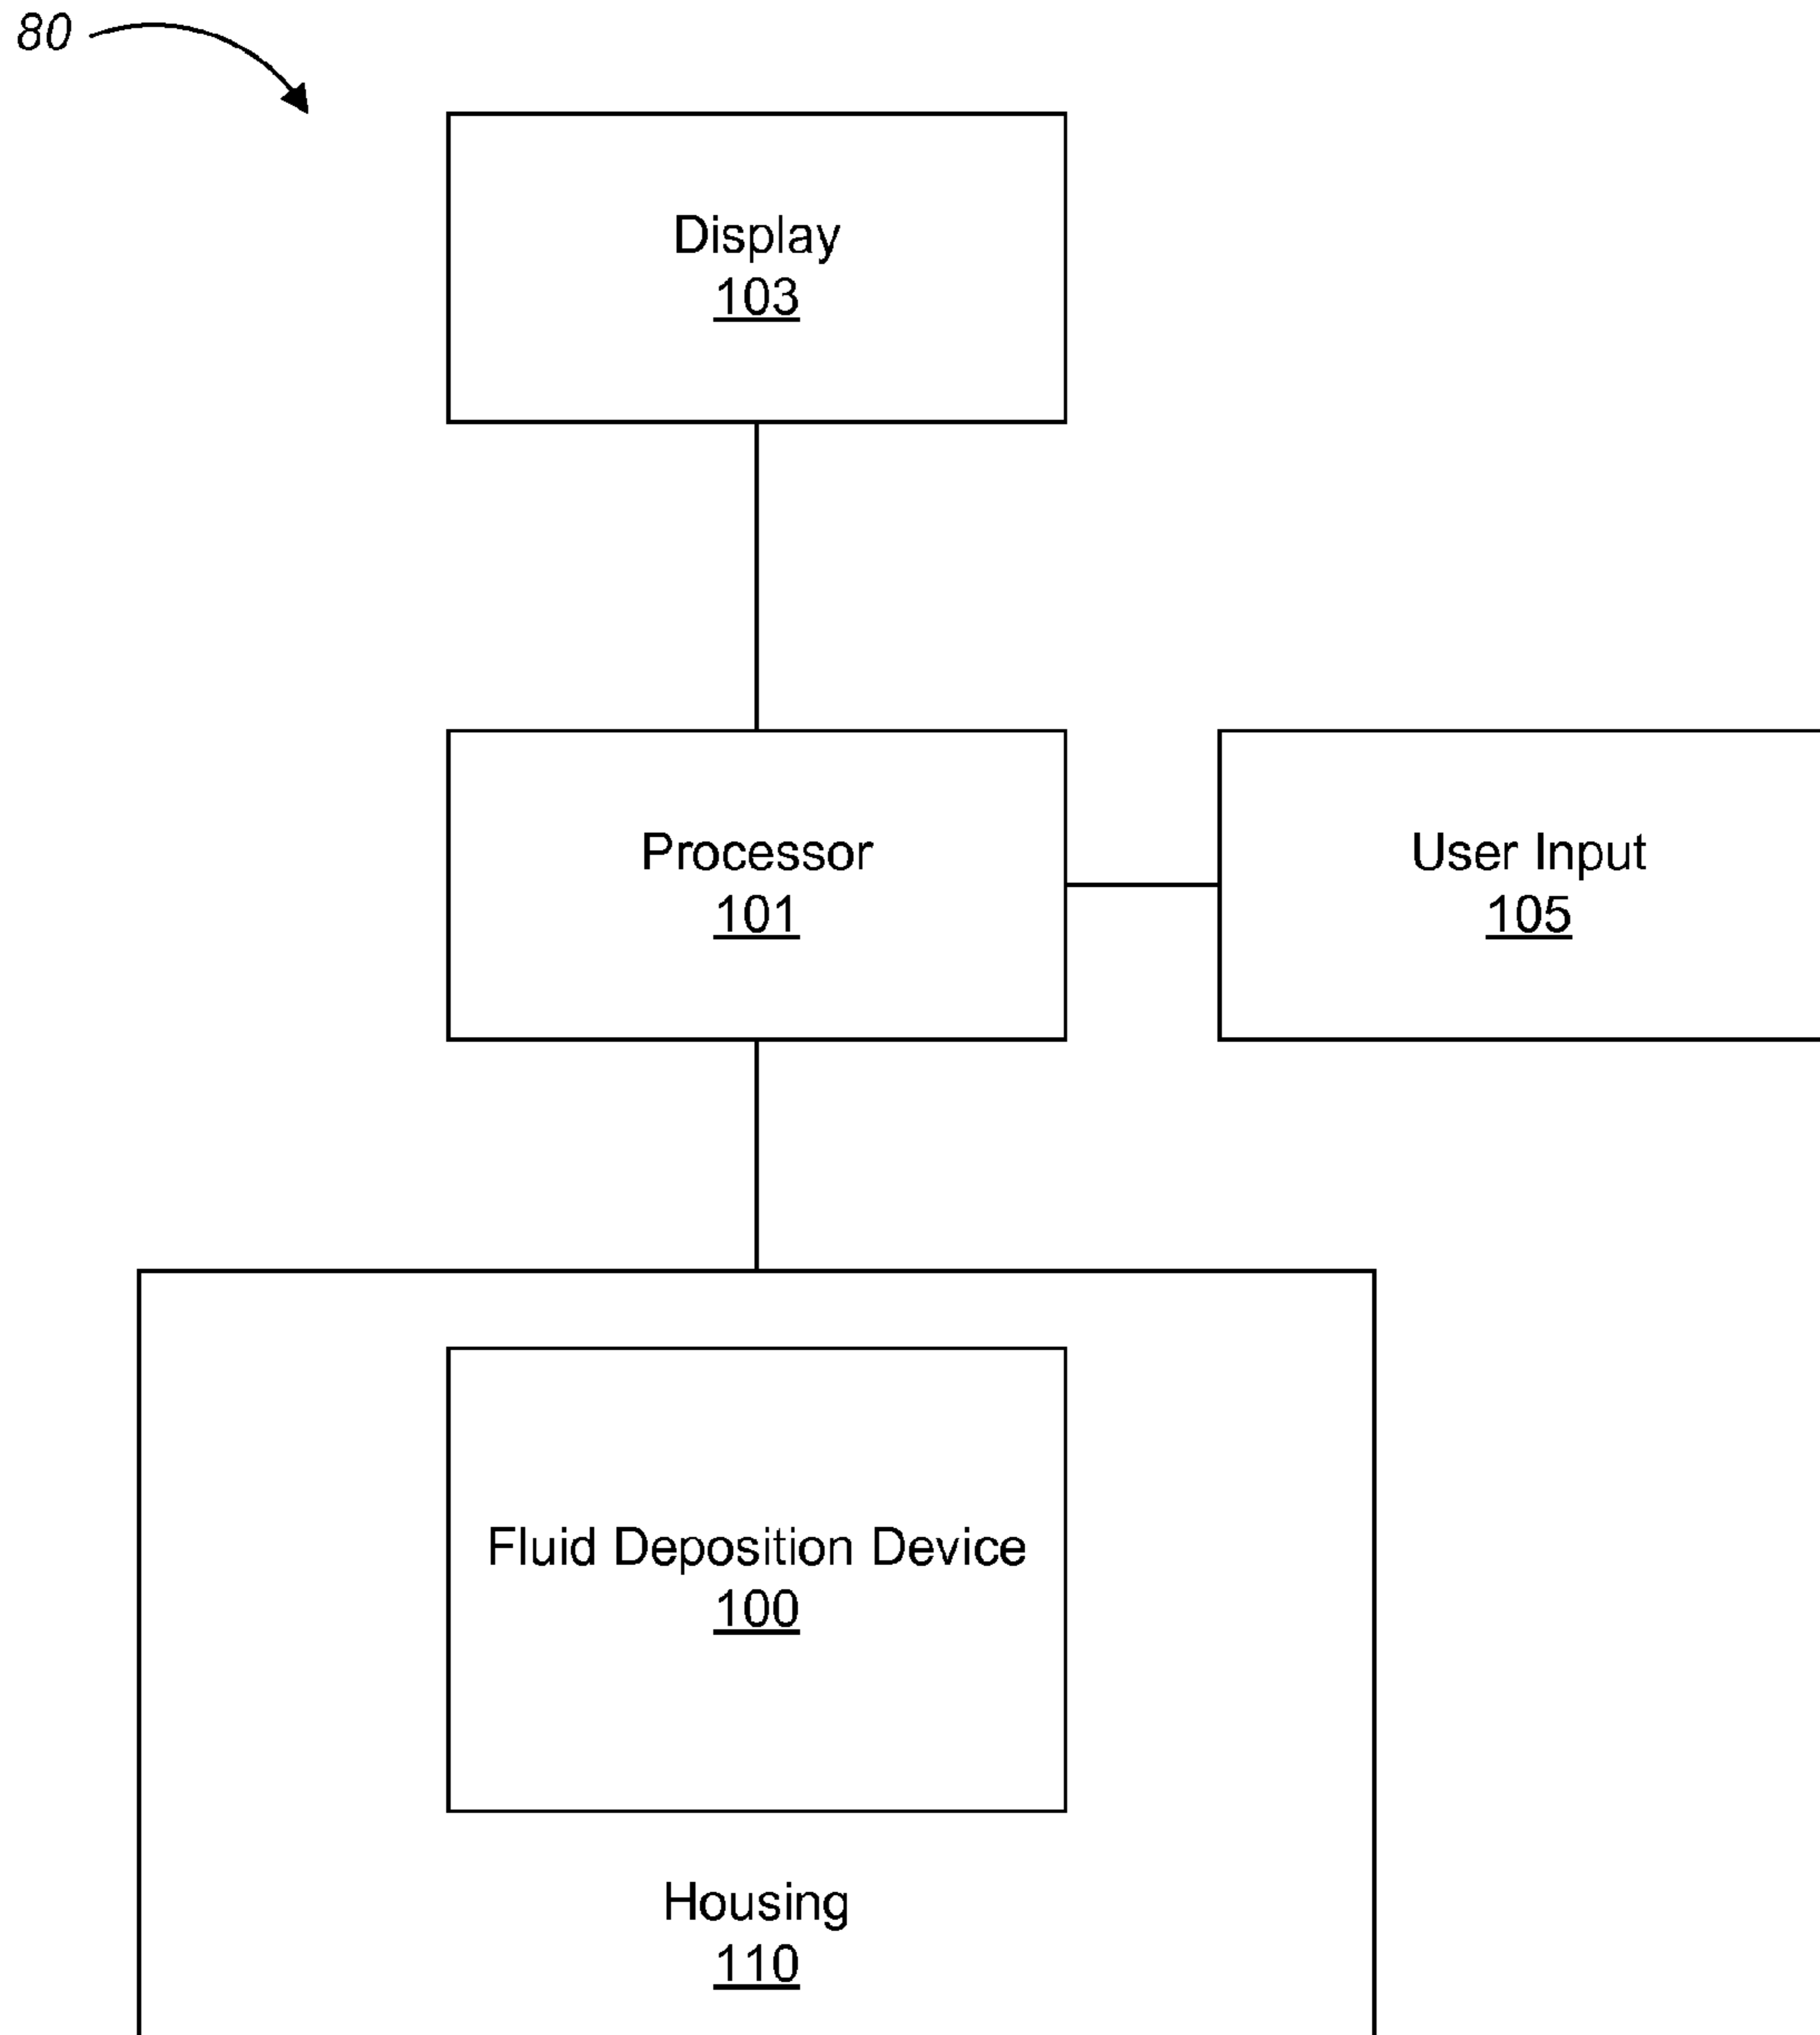 80
Display
103
Processor
101
User Input
105
Fluid Deposition Device
100
Housing
110